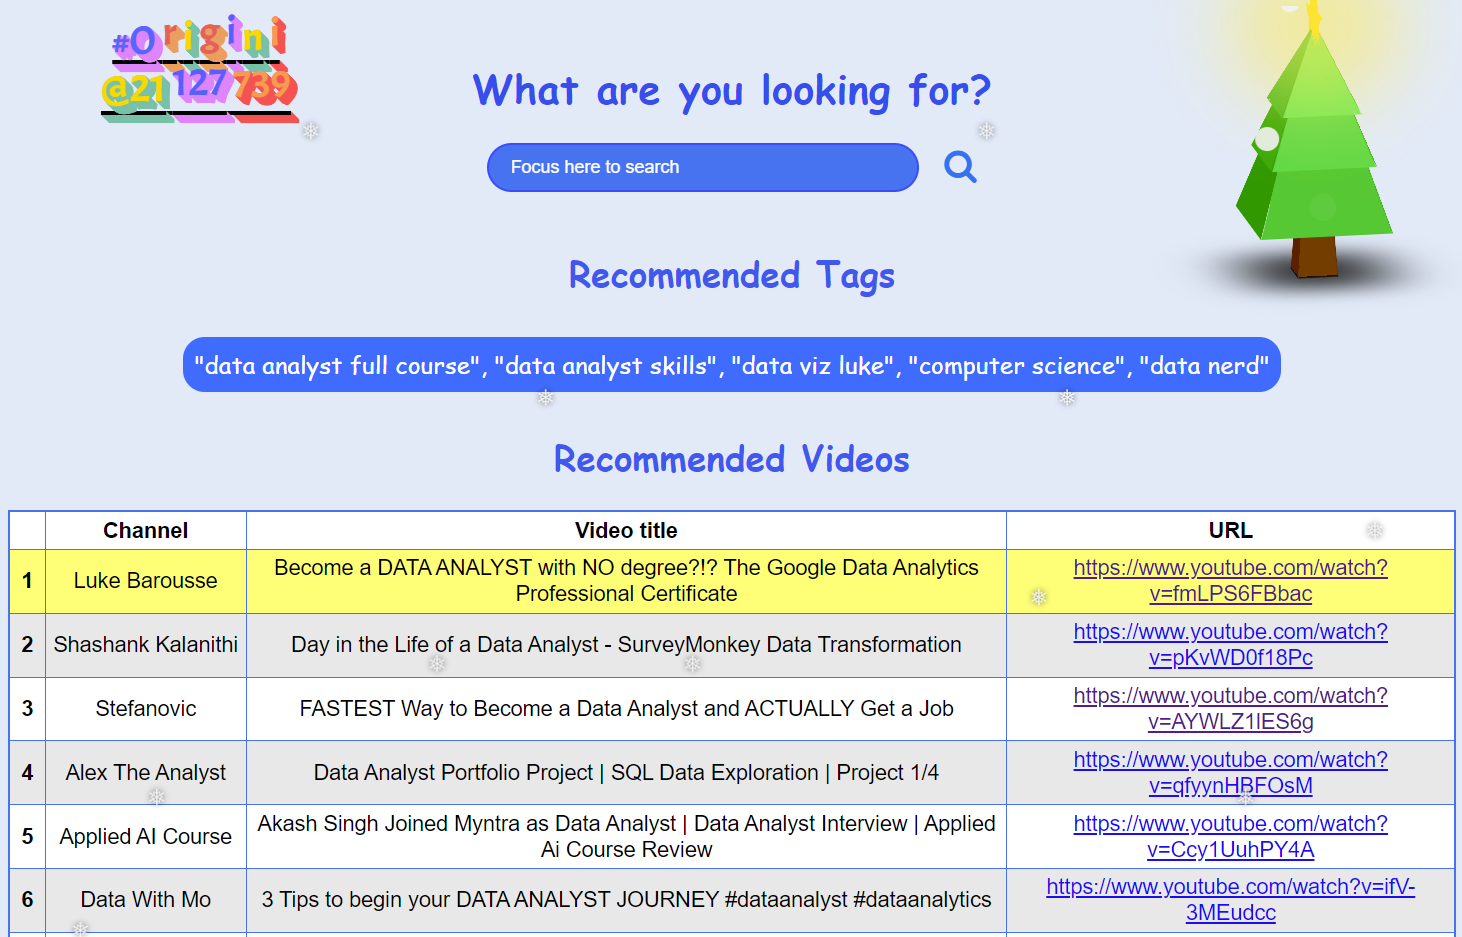 #Origini
@21127739
What are you looking for?
Focus here to search
Recommended Tags
"data analyst full course", "data analyst skills", "data viz luke", "computer science", "data nerd"
Recommended Videos
Channel Video title URL
1 Luke Barousse Become a DATA ANALYST with NO degree?!? The Google Data Analytics Professional Certificate https://www.youtube.com/watch?v=fmLPS6FBbac
2 Shashank Kalanithi Day in the Life of a Data Analyst - SurveyMonkey Data Transformation https://www.youtube.com/watch?v=pKvWD0f18Pc
3 Stefanovic FASTEST Way to Become a Data Analyst and ACTUALLY Get a Job https://www.youtube.com/watch?v=AYWLZ1lES6g
4 Alex The Analyst Data Analyst Portfolio Project | SQL Data Exploration | Project 1/4 https://www.youtube.com/watch?v=qfyynHBFOsM
5 Applied AI Course Akash Singh Joined Myntra as Data Analyst | Data Analyst Interview | Applied Ai Course Review https://www.youtube.com/watch?v=Ccy1UuhPY4A
6 Data With Mo 3 Tips to begin your DATA ANALYST JOURNEY #dataanalyst #dataanalytics https://www.youtube.com/watch?v=ifV-3MEudcc